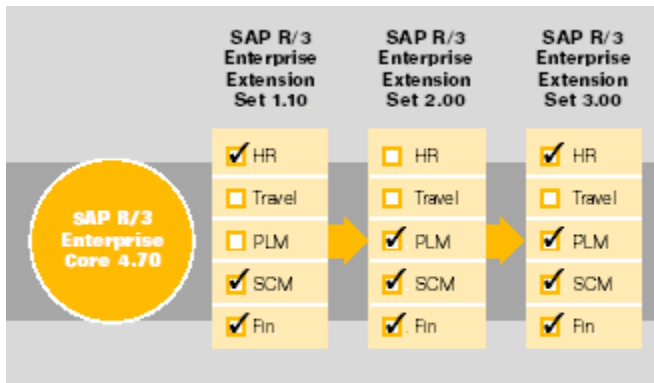 SAP R/3
Enterprise
Extension
Set 1.10
SAP R/3
Enterprise
Extension
Set 2.00
SAP R/3
Enterprise
Extension
Set 3.00
SAP R/3
Enterprise
Core 4.70
HR
Travel
PLM
SCM
Fin
HR
Travel
PLM
SCM
Fin
HR
Travel
PLM
SCM
Fin